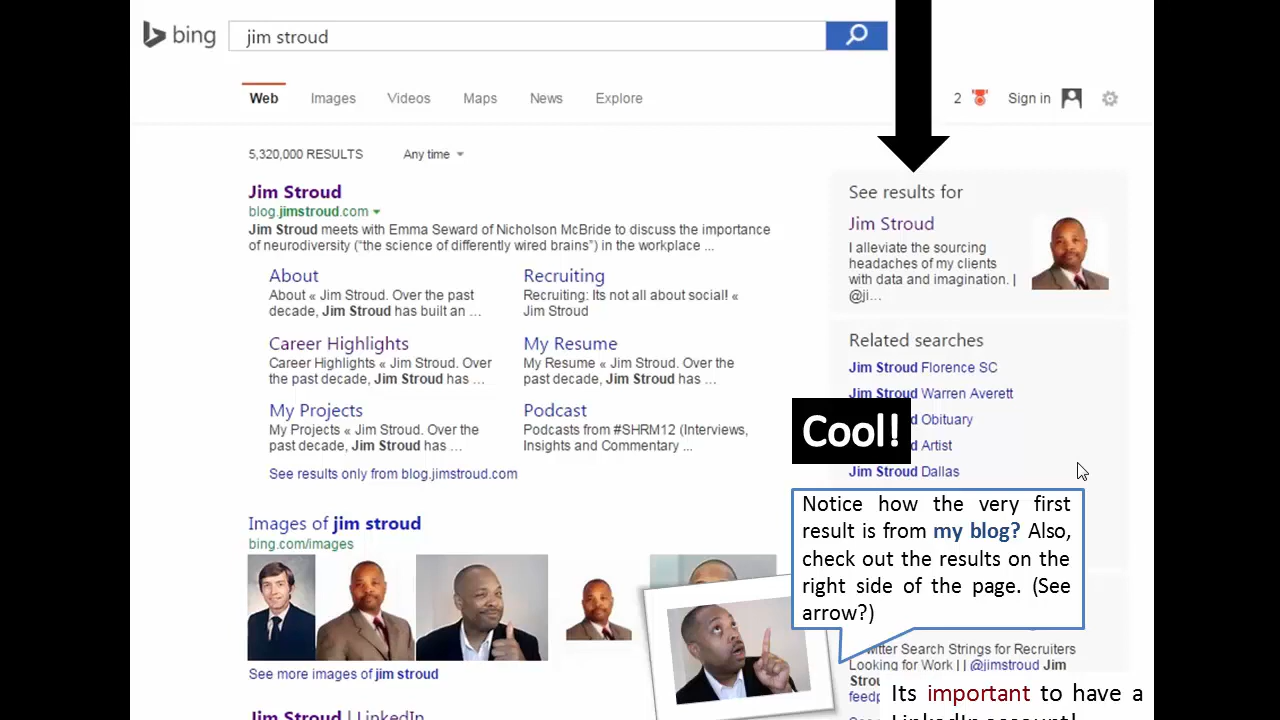 bing
jim stroud
Web Images Videos Maps News Explore
2 Sign in
5,320,000 RESULTS Any time
Jim Stroud
blog.jimstroud.com
Jim Stroud meets with Emma Seward of Nicholson McBride to discuss the importance
of neurodiversity (“the science of differently wired brains”) in the workplace ...
About
About « Jim Stroud. Over the past
decade, Jim Stroud has built an ...
Recruiting
Recruiting: Its not all about social! «
Jim Stroud
Career Highlights
Career Highlights « Jim Stroud. Over
the past decade, Jim Stroud has ...
My Resume
My Resume « Jim Stroud. Over the
past decade, Jim Stroud has ...
My Projects
My Projects « Jim Stroud. Over the
past decade, Jim Stroud has ...
Podcast
Podcasts from #SHRM12 (Interviews,
Insights and Commentary ...
See results only from blog.jimstroud.com
Images of jim stroud
bing.com/images
See more images of jim stroud
Jim Stroud | LinkedIn
See results for
Jim Stroud
I alleviate the sourcing
headaches of my clients
with data and imagination. |
@ji...
Related searches
Jim Stroud Florence SC
Jim Stroud Warren Averett
Obituary
Artist
Jim Stroud Dallas
Cool!
Notice how the very first
result is from my blog? Also,
check out the results on the
right side of the page. (See
arrow?)
Search Strings for Recruiters
Looking for Work | | @jimstroud Jim
Its important to have a
LinkedIn account!